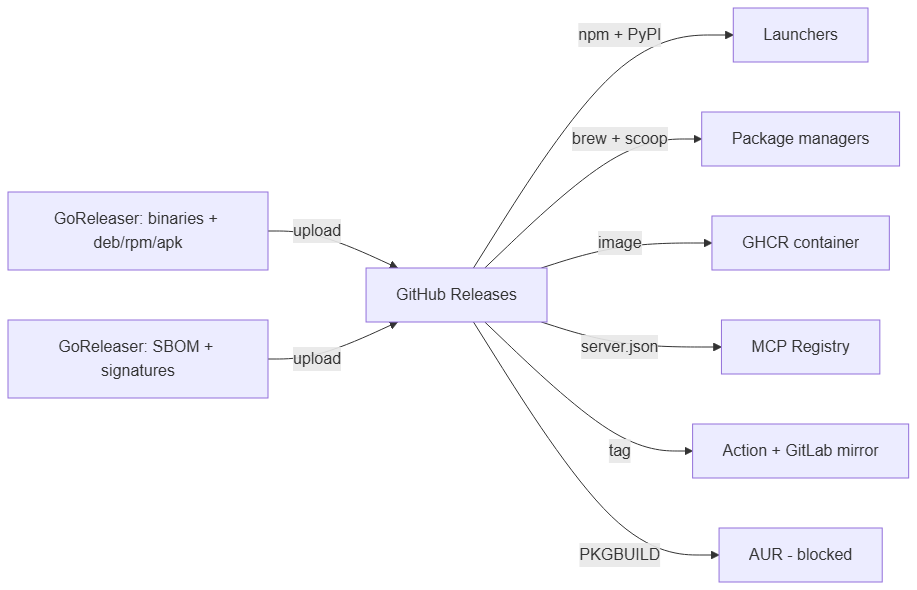 npm + PyPI
Launchers
brew + scoop
Package managers
GoReleaser: binaries +
deb/rpm/apk
upload
image
GHCR container
GitHub Releases
GoReleaser: SBOM +
signatures
upload
server.json
MCP Registry
tag
Action + GitLab mirror
PKGBUILD
AUR - blocked